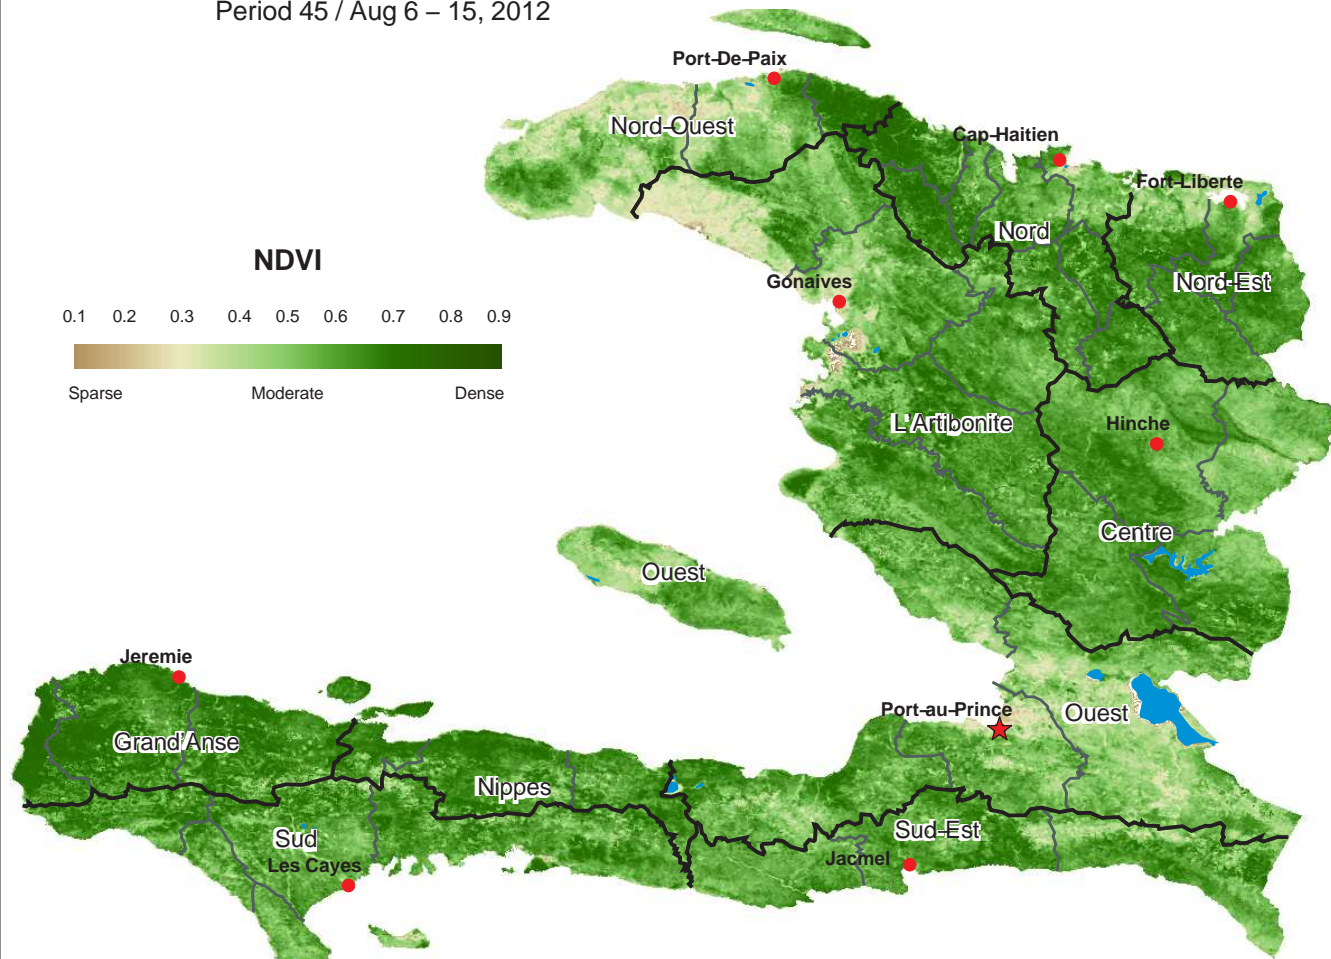 Period 45 / Aug 6 – 15, 2012
Port-De-Paix
Nord-Ouest
Cap-Haitien
Fort-Liberte
Nord
NDVI
Nord-Est
Gonaives
0.1 0.2 0.3 0.4 0.5 0.6 0.7 0.8 0.9
Sparse Moderate Dense
L'Artibonite
Hinche
Centre
Ouest
Jeremie
Port-au-Prince
Ouest
Grand'Anse
Nippes
Sud
Sud-Est
Les Cayes
Jacmel